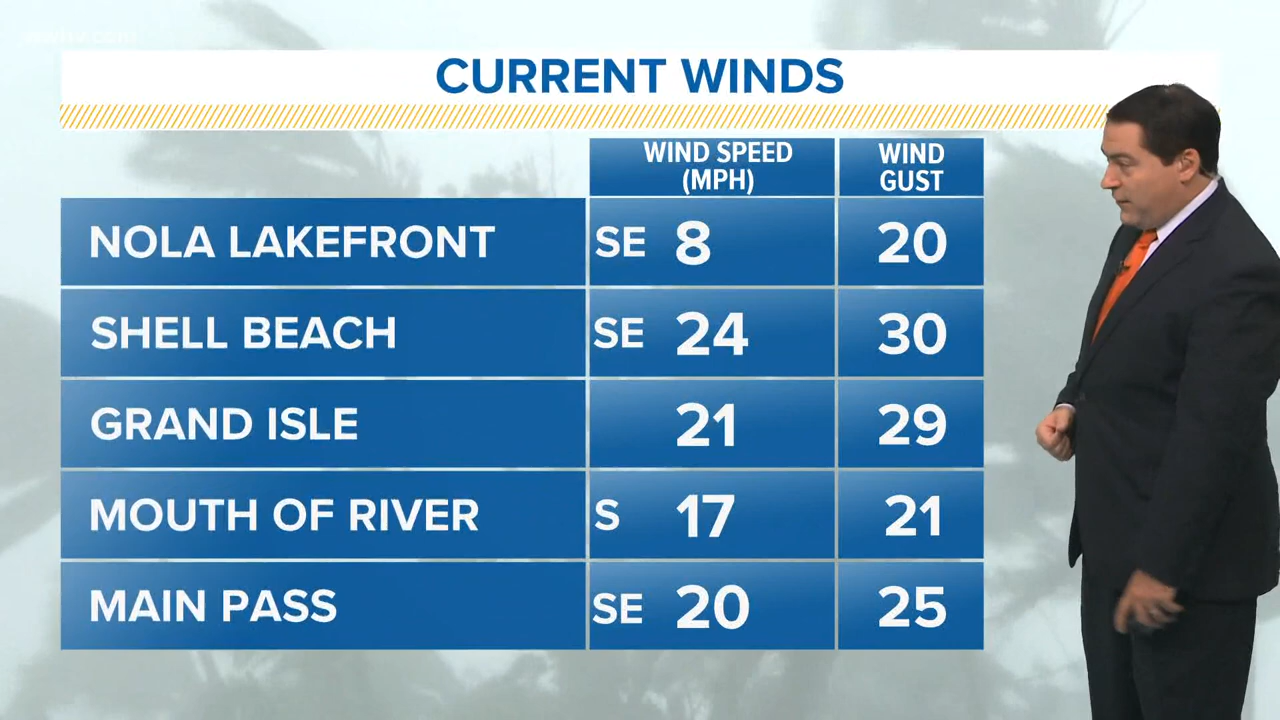 CURRENT WINDS
WIND SPEED (MPH) WIND GUST
NOLA LAKEFRONT SE 8 20
SHELL BEACH SE 24 30
GRAND ISLE 21 29
MOUTH OF RIVER S 17 21
MAIN PASS SE 20 25